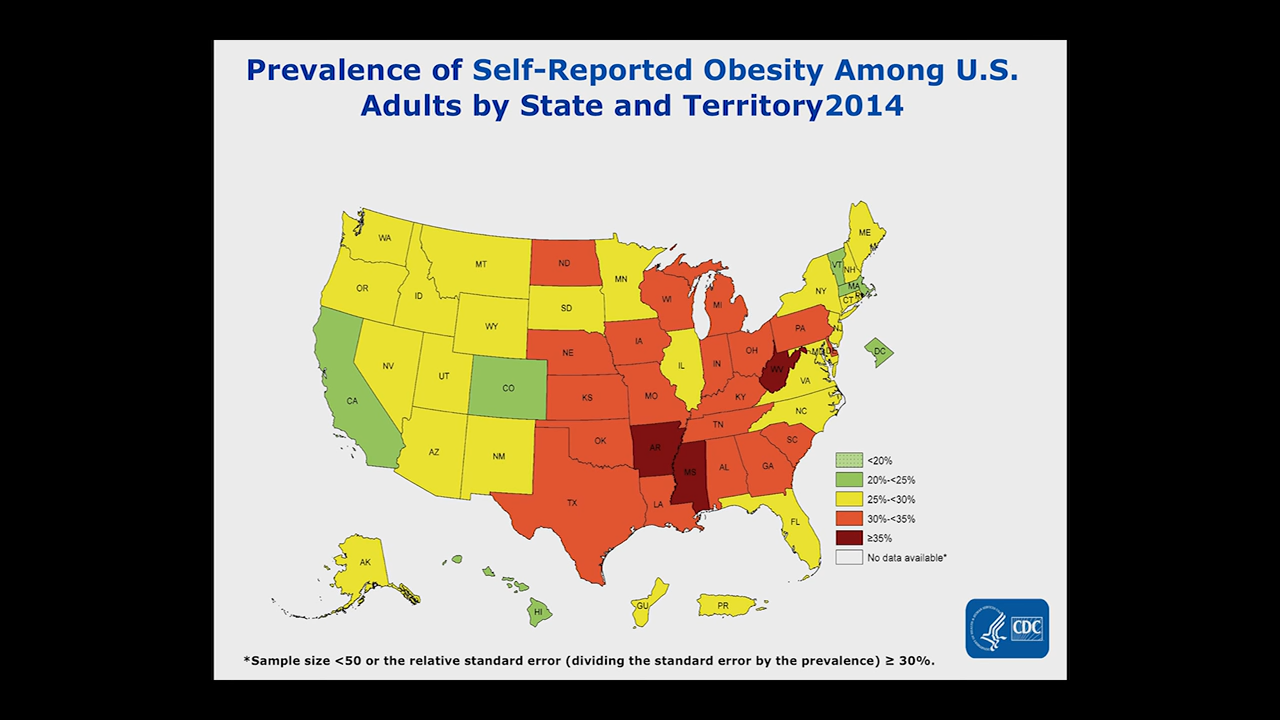 Prevalence of Self-Reported Obesity Among U.S.
Adults by State and Territory2014
WA
MT
ND
MN
ME
VT
NH
OR
ID
SD
WI
MI
NY
MA
CT
WY
NE
IA
PA
NV
UT
CO
IL
IN
OH
WV
VA
DC
CA
KS
MO
KY
NC
AZ
NM
OK
AR
TN
SC
MS
AL
GA
TX
LA
FL
AK
HI
GU
PR
<20%
20%-<25%
25%-<30%
30%-<35%
≥35%
No data available*
CDC
*Sample size <50 or the relative standard error (dividing the standard error by the prevalence) ≥ 30%.